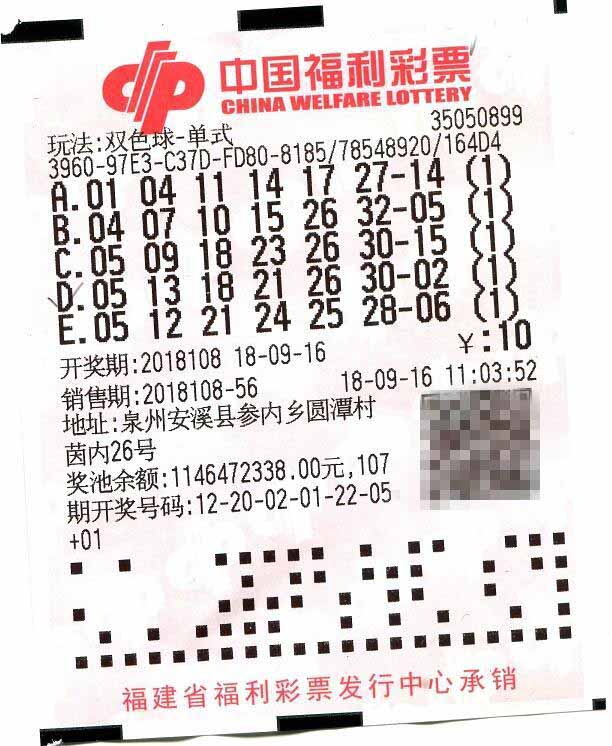 中国福利彩票
CHINA WELFARE LOTTERY
玩法:双色球-单式 35050899
3960-97E3-C37D-FD80-8185/78548920/164D4
A.01 04 11 14 17 27-14 (1)
B.04 07 10 15 26 32-05 (1)
C.05 09 18 23 26 30-15 (1)
D.05 13 18 21 26 30-02 (1)
E.05 12 21 24 25 28-06 (1)
¥:10
开奖期:2018108 18-09-16
销售期:2018108-56 18-09-16 11:03:52
地址:泉州安溪县参内乡圆潭村
茵内26号
奖池余额:1146472338.00元,107
期开奖号码:12-20-02-01-22-05
+01
福建省福利彩票发行中心承销